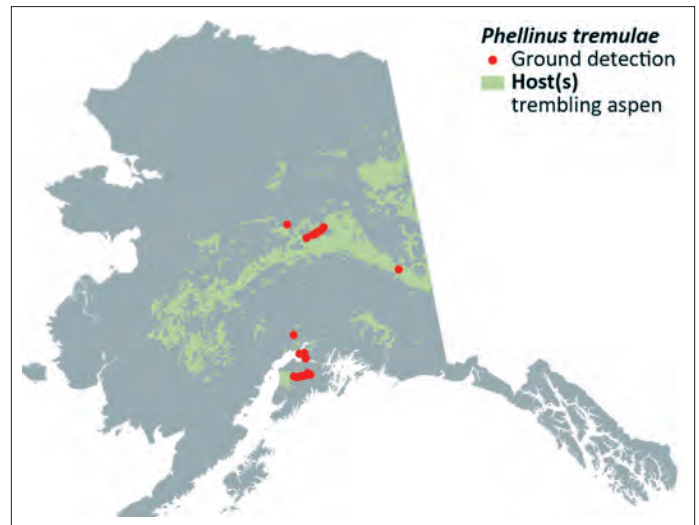 Phellinus tremulae
Ground detection
Host(s)
trembling aspen